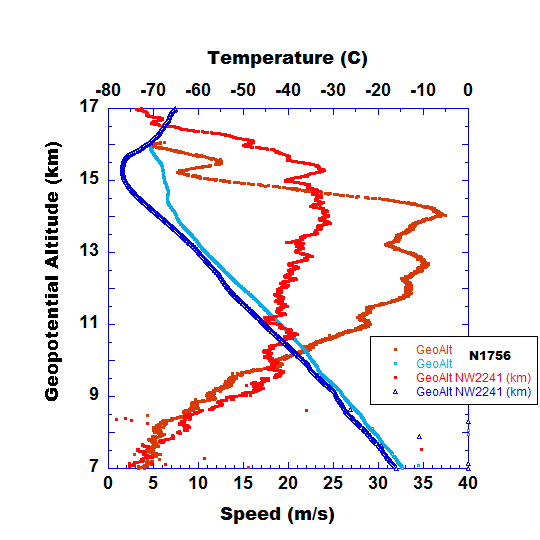 Temperature (C)
-80 -70 -60 -50 -40 -30 -20 -10 0
17
15
13
11
9
7
Geopotential Altitude (km)
GeoAlt N1756
GeoAlt
GeoAlt NW2241 (km)
GeoAlt NW2241 (km)
0 5 10 15 20 25 30 35 40
Speed (m/s)